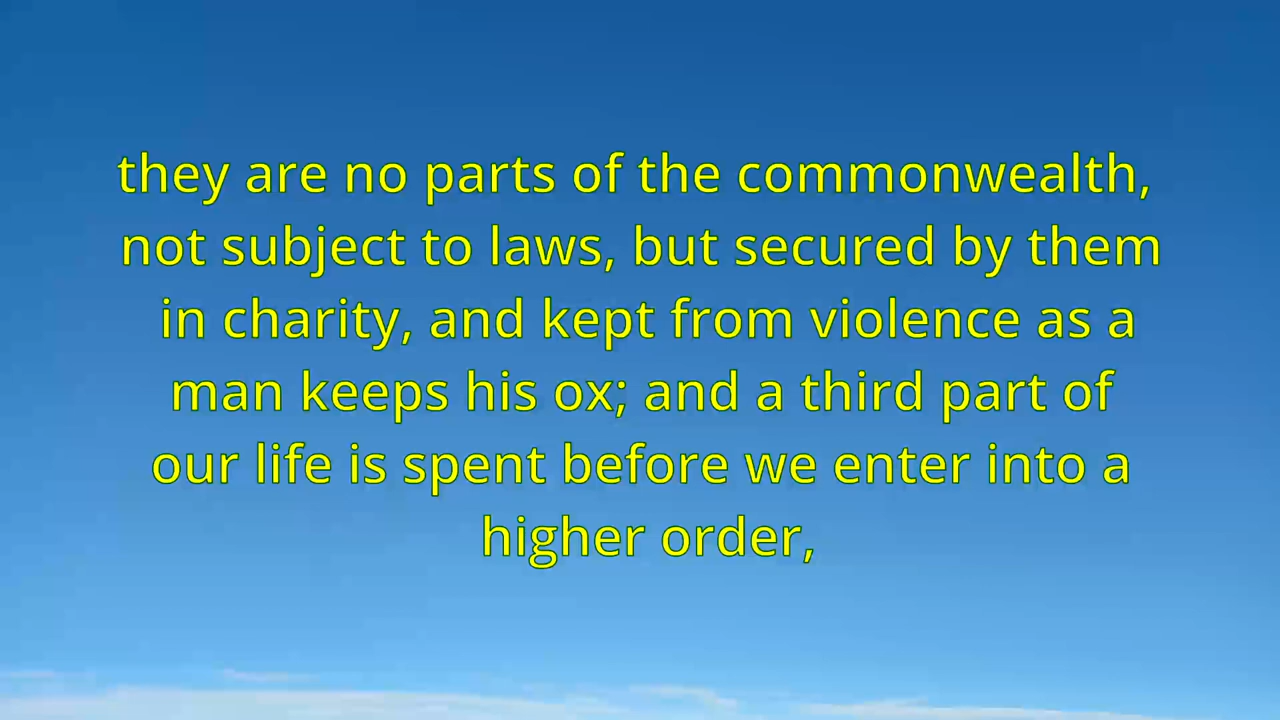 they are no parts of the commonwealth,
not subject to laws, but secured by them
in charity, and kept from violence as a
man keeps his ox; and a third part of
our life is spent before we enter into a
higher order,